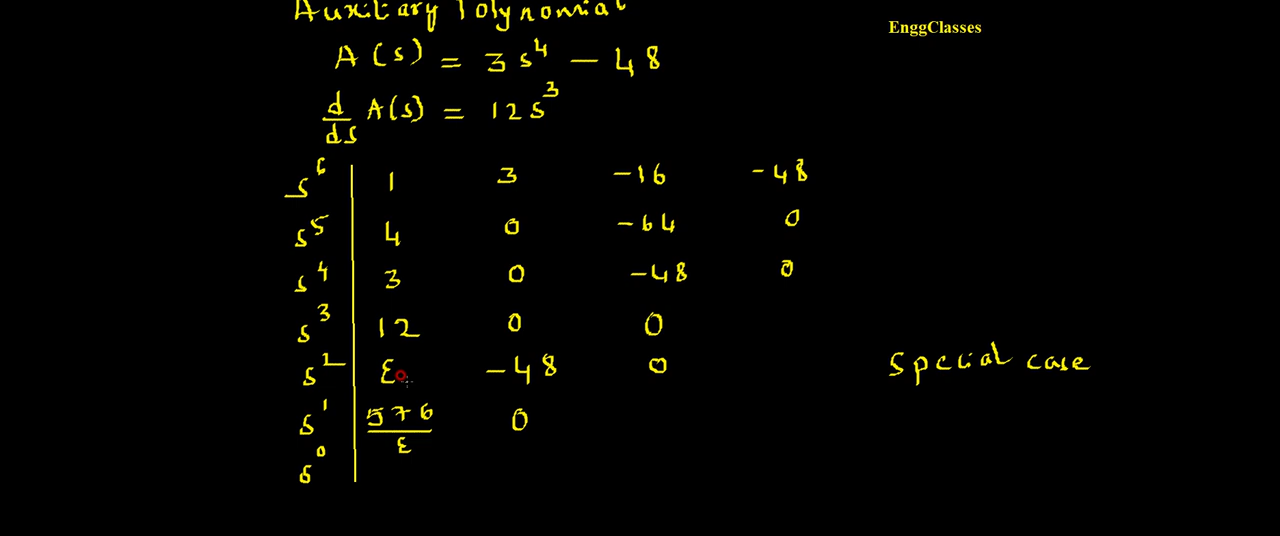 Auxiliary Polynomial
EnggClasses
A(s) = 3s⁴ - 48
d/ds A(s) = 12s³
s⁶ | 1 3 -16 -48
s⁵ | 4 0 -64 0
s⁴ | 3 0 -48 0
s³ | 12 0 0
s² | ε -48 0 Special case
s¹ | 576/ε 0
s⁰ |